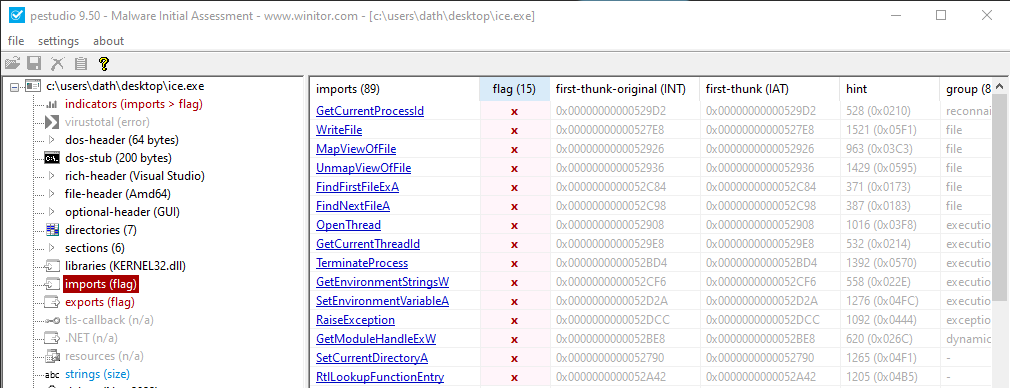 pestudio 9.50 - Malware Initial Assessment - www.winitor.com - [c:\users\dath\desktop\ice.exe]
file settings about
c:\users\dath\desktop\ice.exe
indicators (imports > flag)
virustotal (error)
dos-header (64 bytes)
dos-stub (200 bytes)
rich-header (Visual Studio)
file-header (Amd64)
optional-header (GUI)
directories (7)
sections (6)
libraries (KERNEL32.dll)
imports (flag)
exports (flag)
tls-callback (n/a)
.NET (n/a)
resources (n/a)
strings (size)
imports (89) flag (15) first-thunk-original (INT) first-thunk (IAT) hint group (8
GetCurrentProcessId x 0x00000000000529D2 0x00000000000529D2 528 (0x0210) reconnai
WriteFile x 0x00000000000527E8 0x00000000000527E8 1521 (0x05F1) file
MapViewOfFile x 0x0000000000052926 0x0000000000052926 963 (0x03C3) file
UnmapViewOfFile x 0x0000000000052936 0x0000000000052936 1429 (0x0595) file
FindFirstFileExA x 0x0000000000052C84 0x0000000000052C84 371 (0x0173) file
FindNextFileA x 0x0000000000052C98 0x0000000000052C98 387 (0x0183) file
OpenThread x 0x0000000000052908 0x0000000000052908 1016 (0x03F8) executio
GetCurrentThreadId x 0x00000000000529E8 0x00000000000529E8 532 (0x0214) executio
TerminateProcess x 0x0000000000052BD4 0x0000000000052BD4 1392 (0x0570) executio
GetEnvironmentStringsW x 0x0000000000052CF6 0x0000000000052CF6 558 (0x022E) executio
SetEnvironmentVariableA x 0x0000000000052D2A 0x0000000000052D2A 1276 (0x04FC) executio
RaiseException x 0x0000000000052DCC 0x0000000000052DCC 1092 (0x0444) exceptio
GetModuleHandleExW x 0x0000000000052BE8 0x0000000000052BE8 620 (0x026C) dynamic
SetCurrentDirectoryA x 0x0000000000052790 0x0000000000052790 1265 (0x04F1) -
RtlLookupFunctionEntry x 0x0000000000052A42 0x0000000000052A42 1205 (0x04B5) -